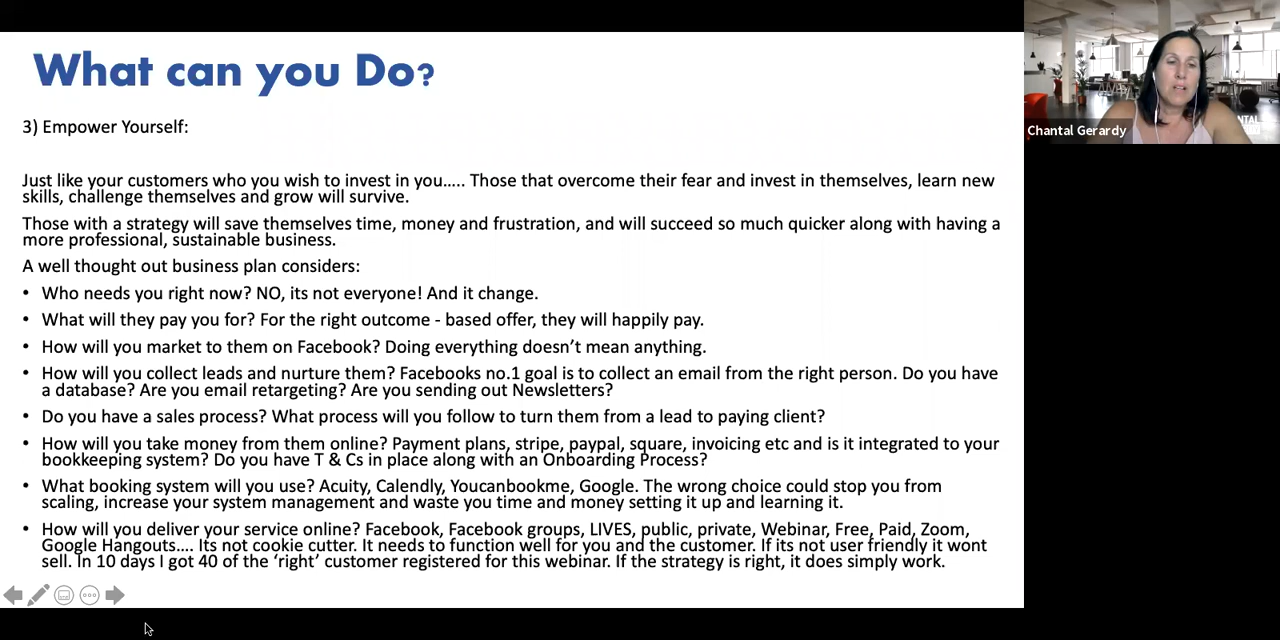 What can you Do?
3) Empower Yourself:
Just like your customers who you wish to invest in you..... Those that overcome their fear and invest in themselves, learn new
skills, challenge themselves and grow will survive.
Those with a strategy will save themselves time, money and frustration, and will succeed so much quicker along with having a
more professional, sustainable business.
A well thought out business plan considers:
• Who needs you right now? NO, its not everyone! And it change.
• What will they pay you for? For the right outcome - based offer, they will happily pay.
• How will you market to them on Facebook? Doing everything doesn't mean anything.
• How will you collect leads and nurture them? Facebooks no.1 goal is to collect an email from the right person. Do you have
a database? Are you email retargeting? Are you sending out Newsletters?
• Do you have a sales process? What process will you follow to turn them from a lead to paying client?
• How will you take money from them online? Payment plans, stripe, paypal, square, invoicing etc and is it integrated to your
bookkeeping system? Do you have T & Cs in place along with an Onboarding Process?
• What booking system will you use? Acuity, Calendly, Youcanbookme, Google. The wrong choice could stop you from
scaling, increase your system management and waste you time and money setting it up and learning it.
• How will you deliver your service online? Facebook, Facebook groups, LIVES, public, private, Webinar, Free, Paid, Zoom,
Google Hangouts.... Its not cookie cutter. It needs to function well for you and the customer. If its not user friendly it wont
sell. In 10 days I got 40 of the 'right' customer registered for this webinar. If the strategy is right, it does simply work.
Chantal Gerardy